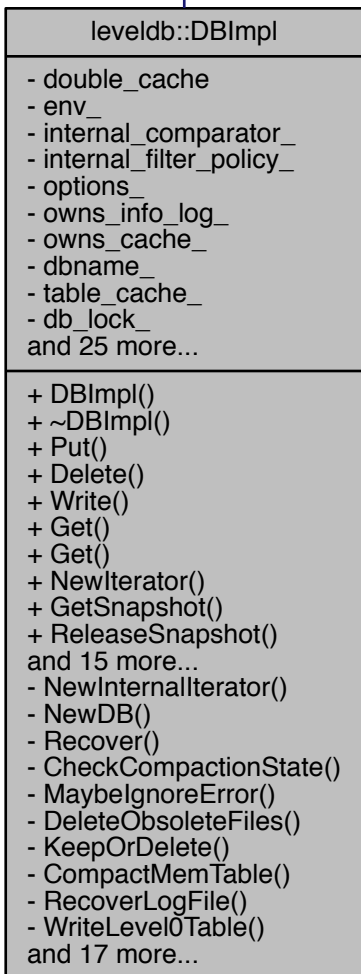 leveldb::DBImpl
- double_cache
- env_
- internal_comparator_
- internal_filter_policy_
- options_
- owns_info_log_
- owns_cache_
- dbname_
- table_cache_
- db_lock_
and 25 more...
+ DBImpl()
+ ~DBImpl()
+ Put()
+ Delete()
+ Write()
+ Get()
+ Get()
+ NewIterator()
+ GetSnapshot()
+ ReleaseSnapshot()
and 15 more...
- NewInternalIterator()
- NewDB()
- Recover()
- CheckCompactionState()
- MaybeIgnoreError()
- DeleteObsoleteFiles()
- KeepOrDelete()
- CompactMemTable()
- RecoverLogFile()
- WriteLevel0Table()
and 17 more...